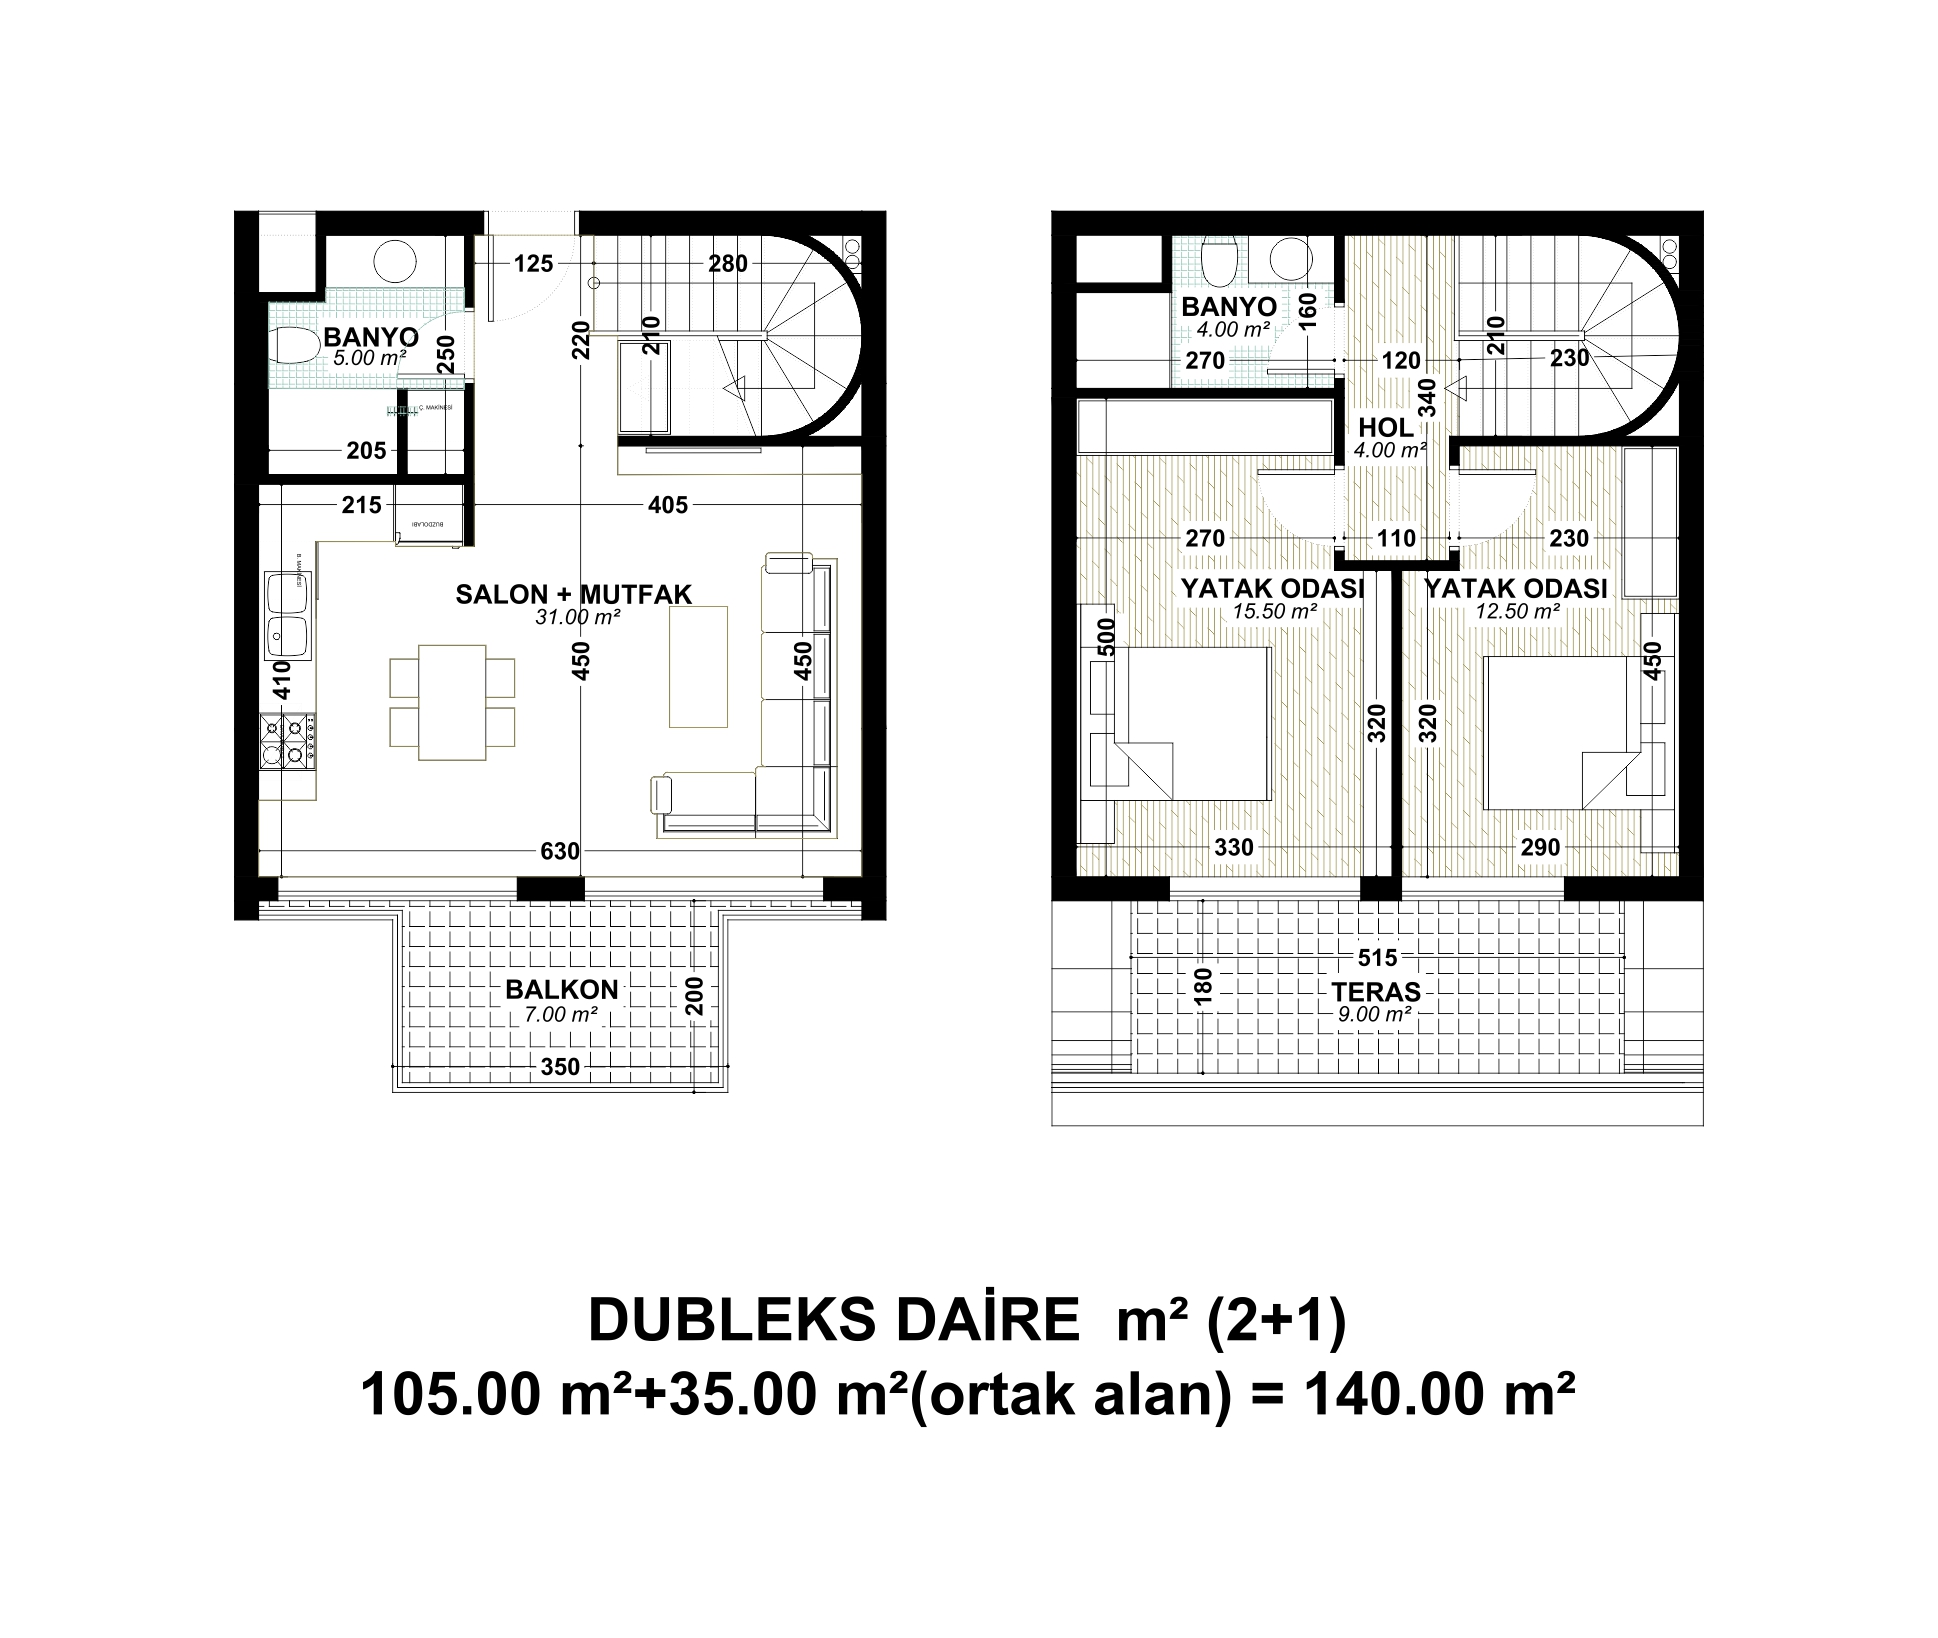 125
280
220
210
BANYO
5.00 m²
250
Ç. MAKİNESİ
205
215
405
BUZDOLABI
B. MAKİNESİ
SALON + MUTFAK
31.00 m²
410
450
450
630
BALKON
7.00 m²
200
350
BANYO
4.00 m²
160
270
120
210
230
340
HOL
4.00 m²
270
110
230
YATAK ODASI
15.50 m²
YATAK ODASI
12.50 m²
500
450
320
320
330
290
515
180
TERAS
9.00 m²
DUBLEKS DAİRE  m² (2+1)
105.00 m²+35.00 m²(ortak alan) = 140.00 m²